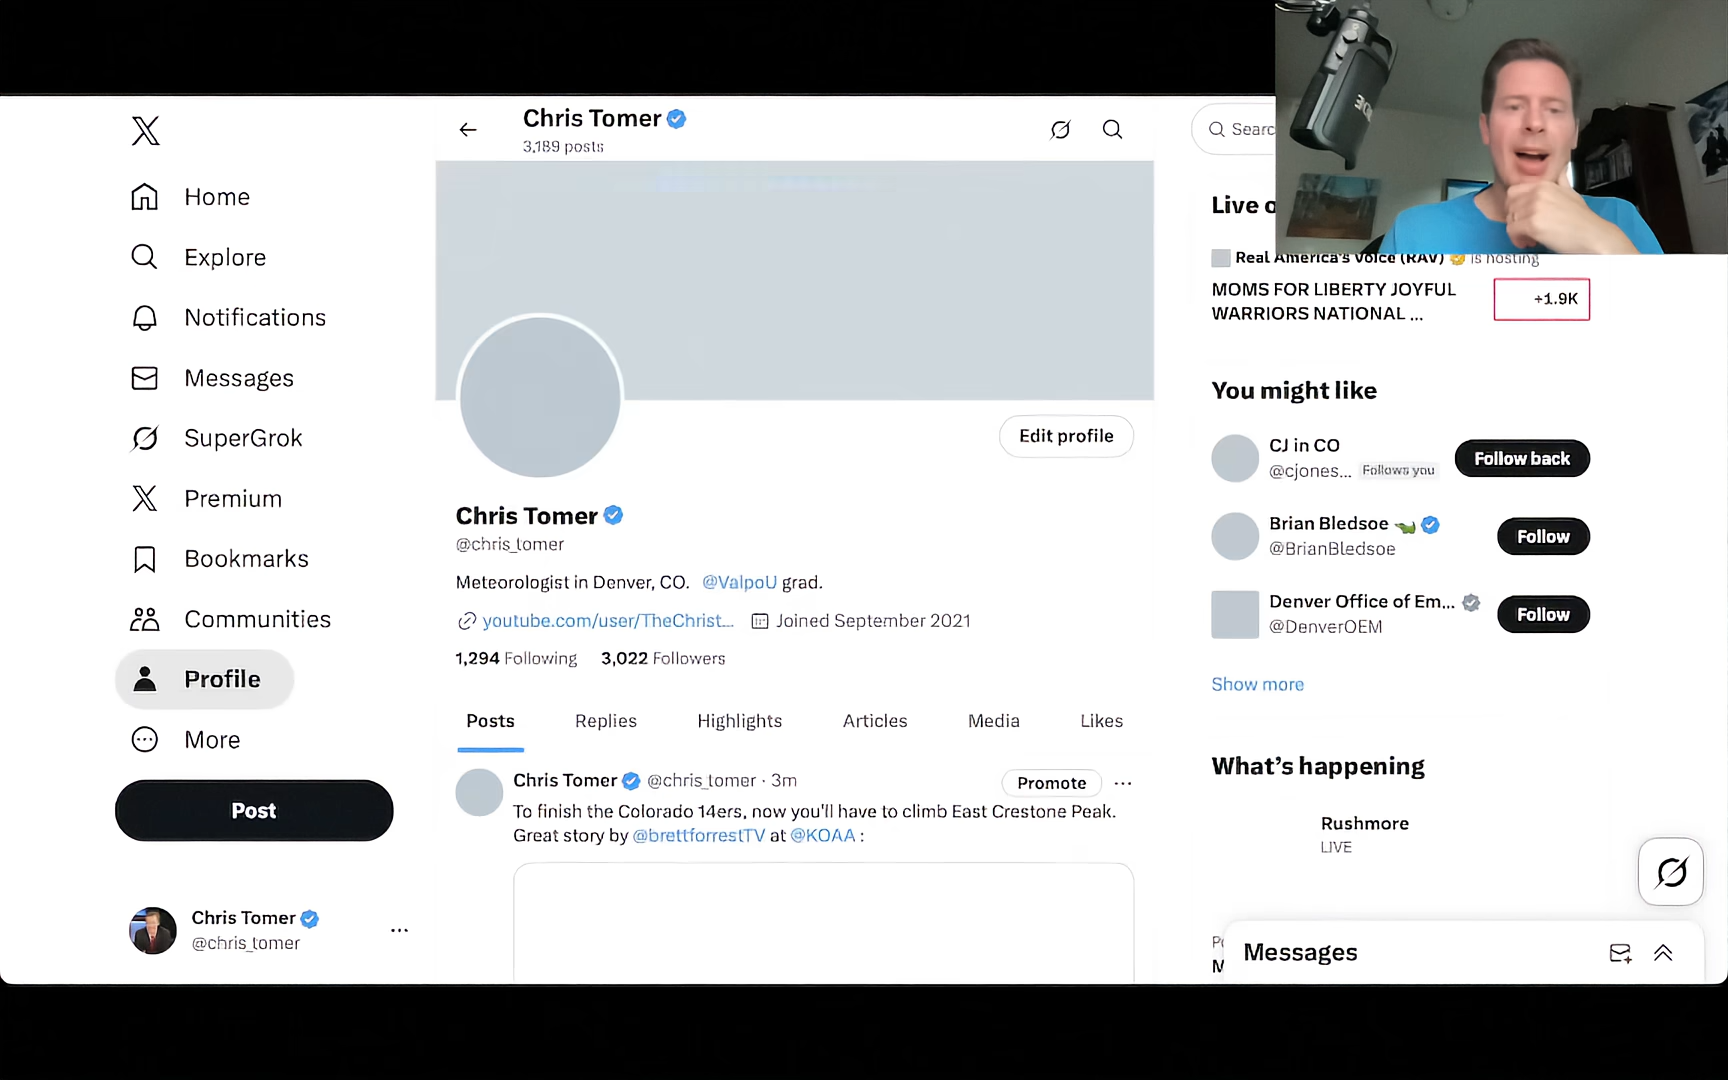 Home
Explore
Notifications
Messages
SuperGrok
Premium
Bookmarks
Communities
Profile
More
Post
Chris Tomer
@chris_tomer
Chris Tomer
3,189 posts
Edit profile
Chris Tomer
@chris_tomer
Meteorologist in Denver, CO. @ValpoU grad.
youtube.com/user/TheChrist... Joined September 2021
1,294 Following 3,022 Followers
Posts Replies Highlights Articles Media Likes
Chris Tomer @chris_tomer · 3m
Promote
To finish the Colorado 14ers, now you'll have to climb East Crestone Peak.
Great story by @brettforrestTV at @KOAA :
Searc
Live o
Real America's Voice (RAV) is hosting
MOMS FOR LIBERTY JOYFUL
WARRIORS NATIONAL ...
+1.9K
You might like
CJ in CO
@cjones... Follows you
Follow back
Brian Bledsoe
@BrianBledsoe
Follow
Denver Office of Em...
@DenverOEM
Follow
Show more
What's happening
Rushmore
LIVE
Messages